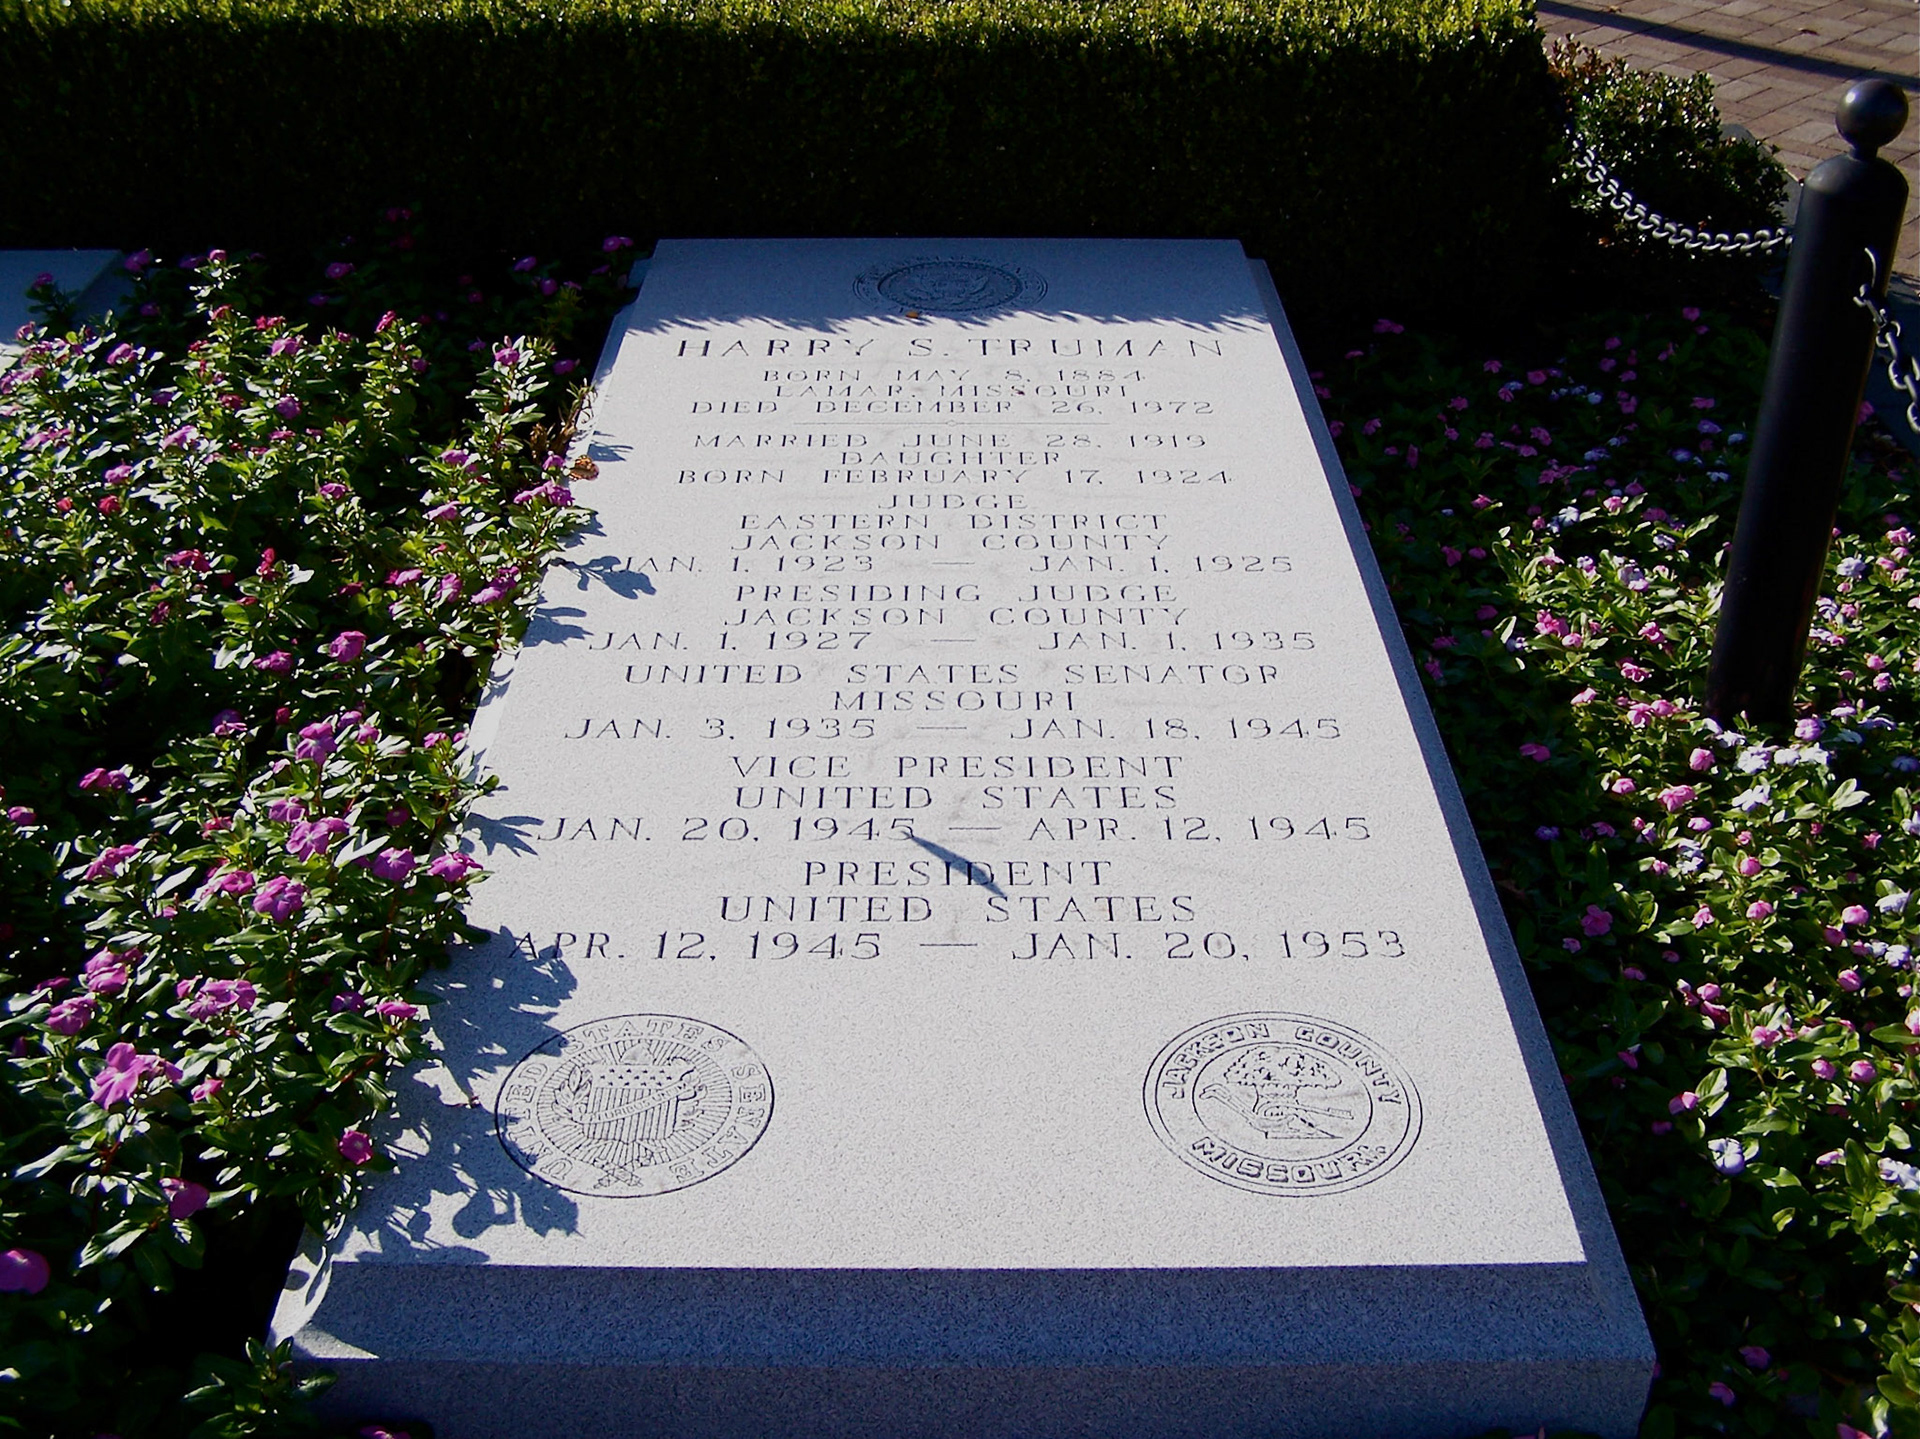 HARRY S. TRUMAN
BORN MAY 8, 1884
LAMAR, MISSOURI
DIED DECEMBER 26, 1972
MARRIED JUNE 28, 1919
DAUGHTER
BORN FEBRUARY 17, 1924
JUDGE
EASTERN DISTRICT
JACKSON COUNTY
JAN. 1, 1923 — JAN. 1, 1925
PRESIDING JUDGE
JACKSON COUNTY
JAN. 1, 1927 — JAN. 1, 1935
UNITED STATES SENATOR
MISSOURI
JAN. 3, 1935 — JAN. 18, 1945
VICE PRESIDENT
UNITED STATES
JAN. 20, 1945 — APR. 12, 1945
PRESIDENT
UNITED STATES
APR. 12, 1945 — JAN. 20, 1953
UNITED STATES SENATE
JACKSON COUNTY
MISSOURI